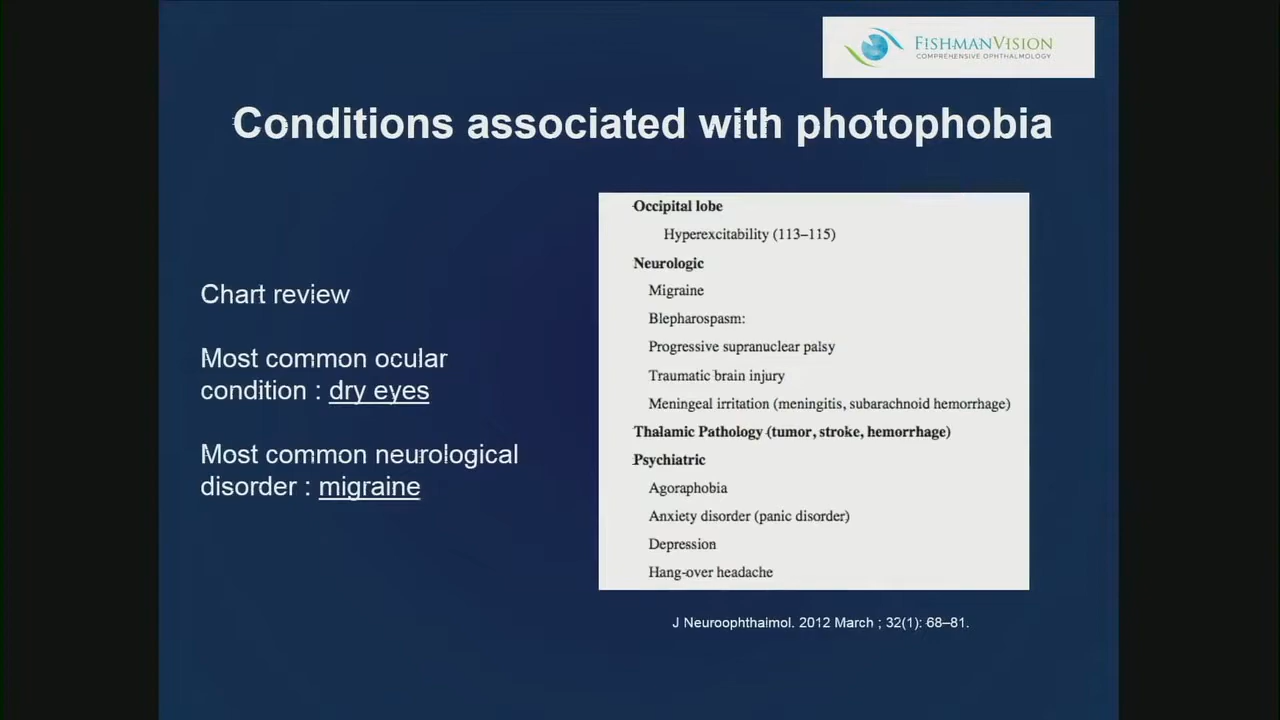 FISHMANVISION
COMPREHENSIVE OPHTHALMOLOGY
Conditions associated with photophobia
Chart review
Most common ocular
condition : dry eyes
Most common neurological
disorder : migraine
Occipital lobe
Hyperexcitability (113–115)
Neurologic
Migraine
Blepharospasm:
Progressive supranuclear palsy
Traumatic brain injury
Meningeal irritation (meningitis, subarachnoid hemorrhage)
Thalamic Pathology (tumor, stroke, hemorrhage)
Psychiatric
Agoraphobia
Anxiety disorder (panic disorder)
Depression
Hang-over headache
J Neuroophthalmol. 2012 March ; 32(1): 68–81.